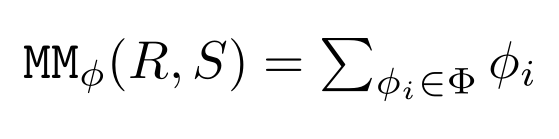 MM_ϕ(R, S) = ∑_{ϕ_i∈Φ} ϕ_i